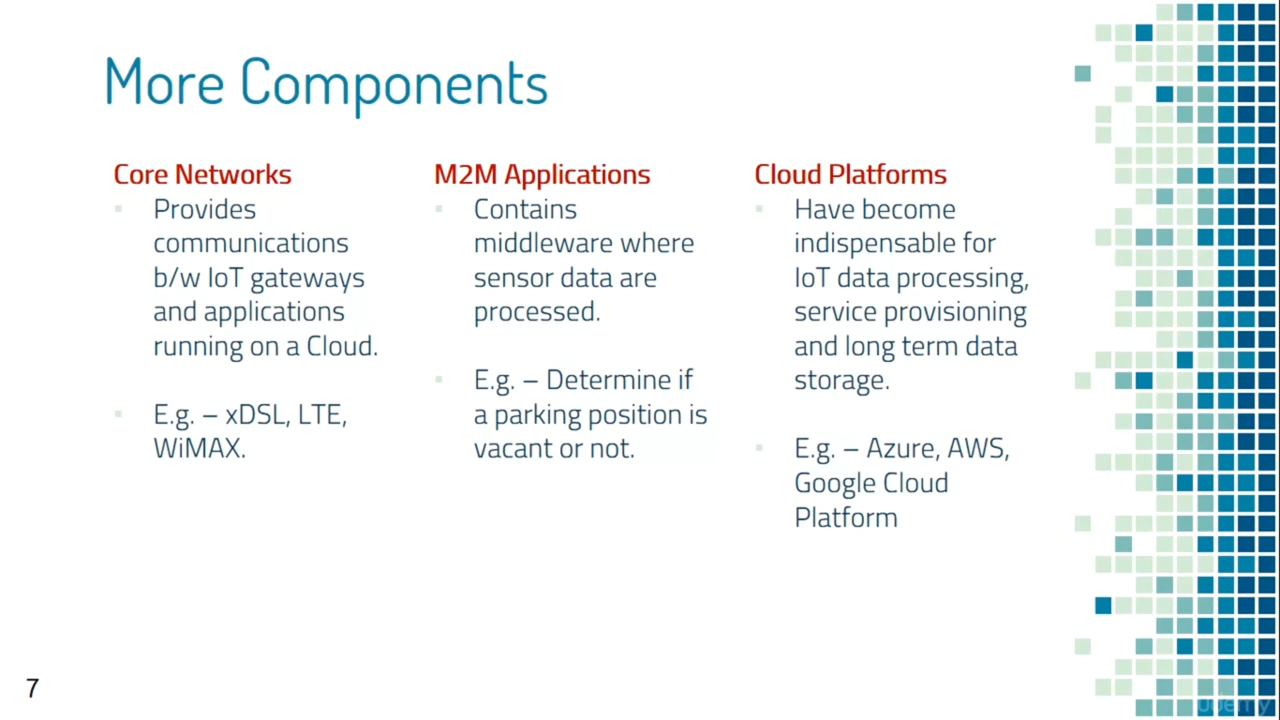 More Components
Core Networks
Provides
communications
b/w IoT gateways
and applications
running on a Cloud.
E.g. – xDSL, LTE,
WiMAX.
M2M Applications
Contains
middleware where
sensor data are
processed.
E.g. – Determine if
a parking position is
vacant or not.
Cloud Platforms
Have become
indispensable for
IoT data processing,
service provisioning
and long term data
storage.
E.g. – Azure, AWS,
Google Cloud
Platform
7
udemy